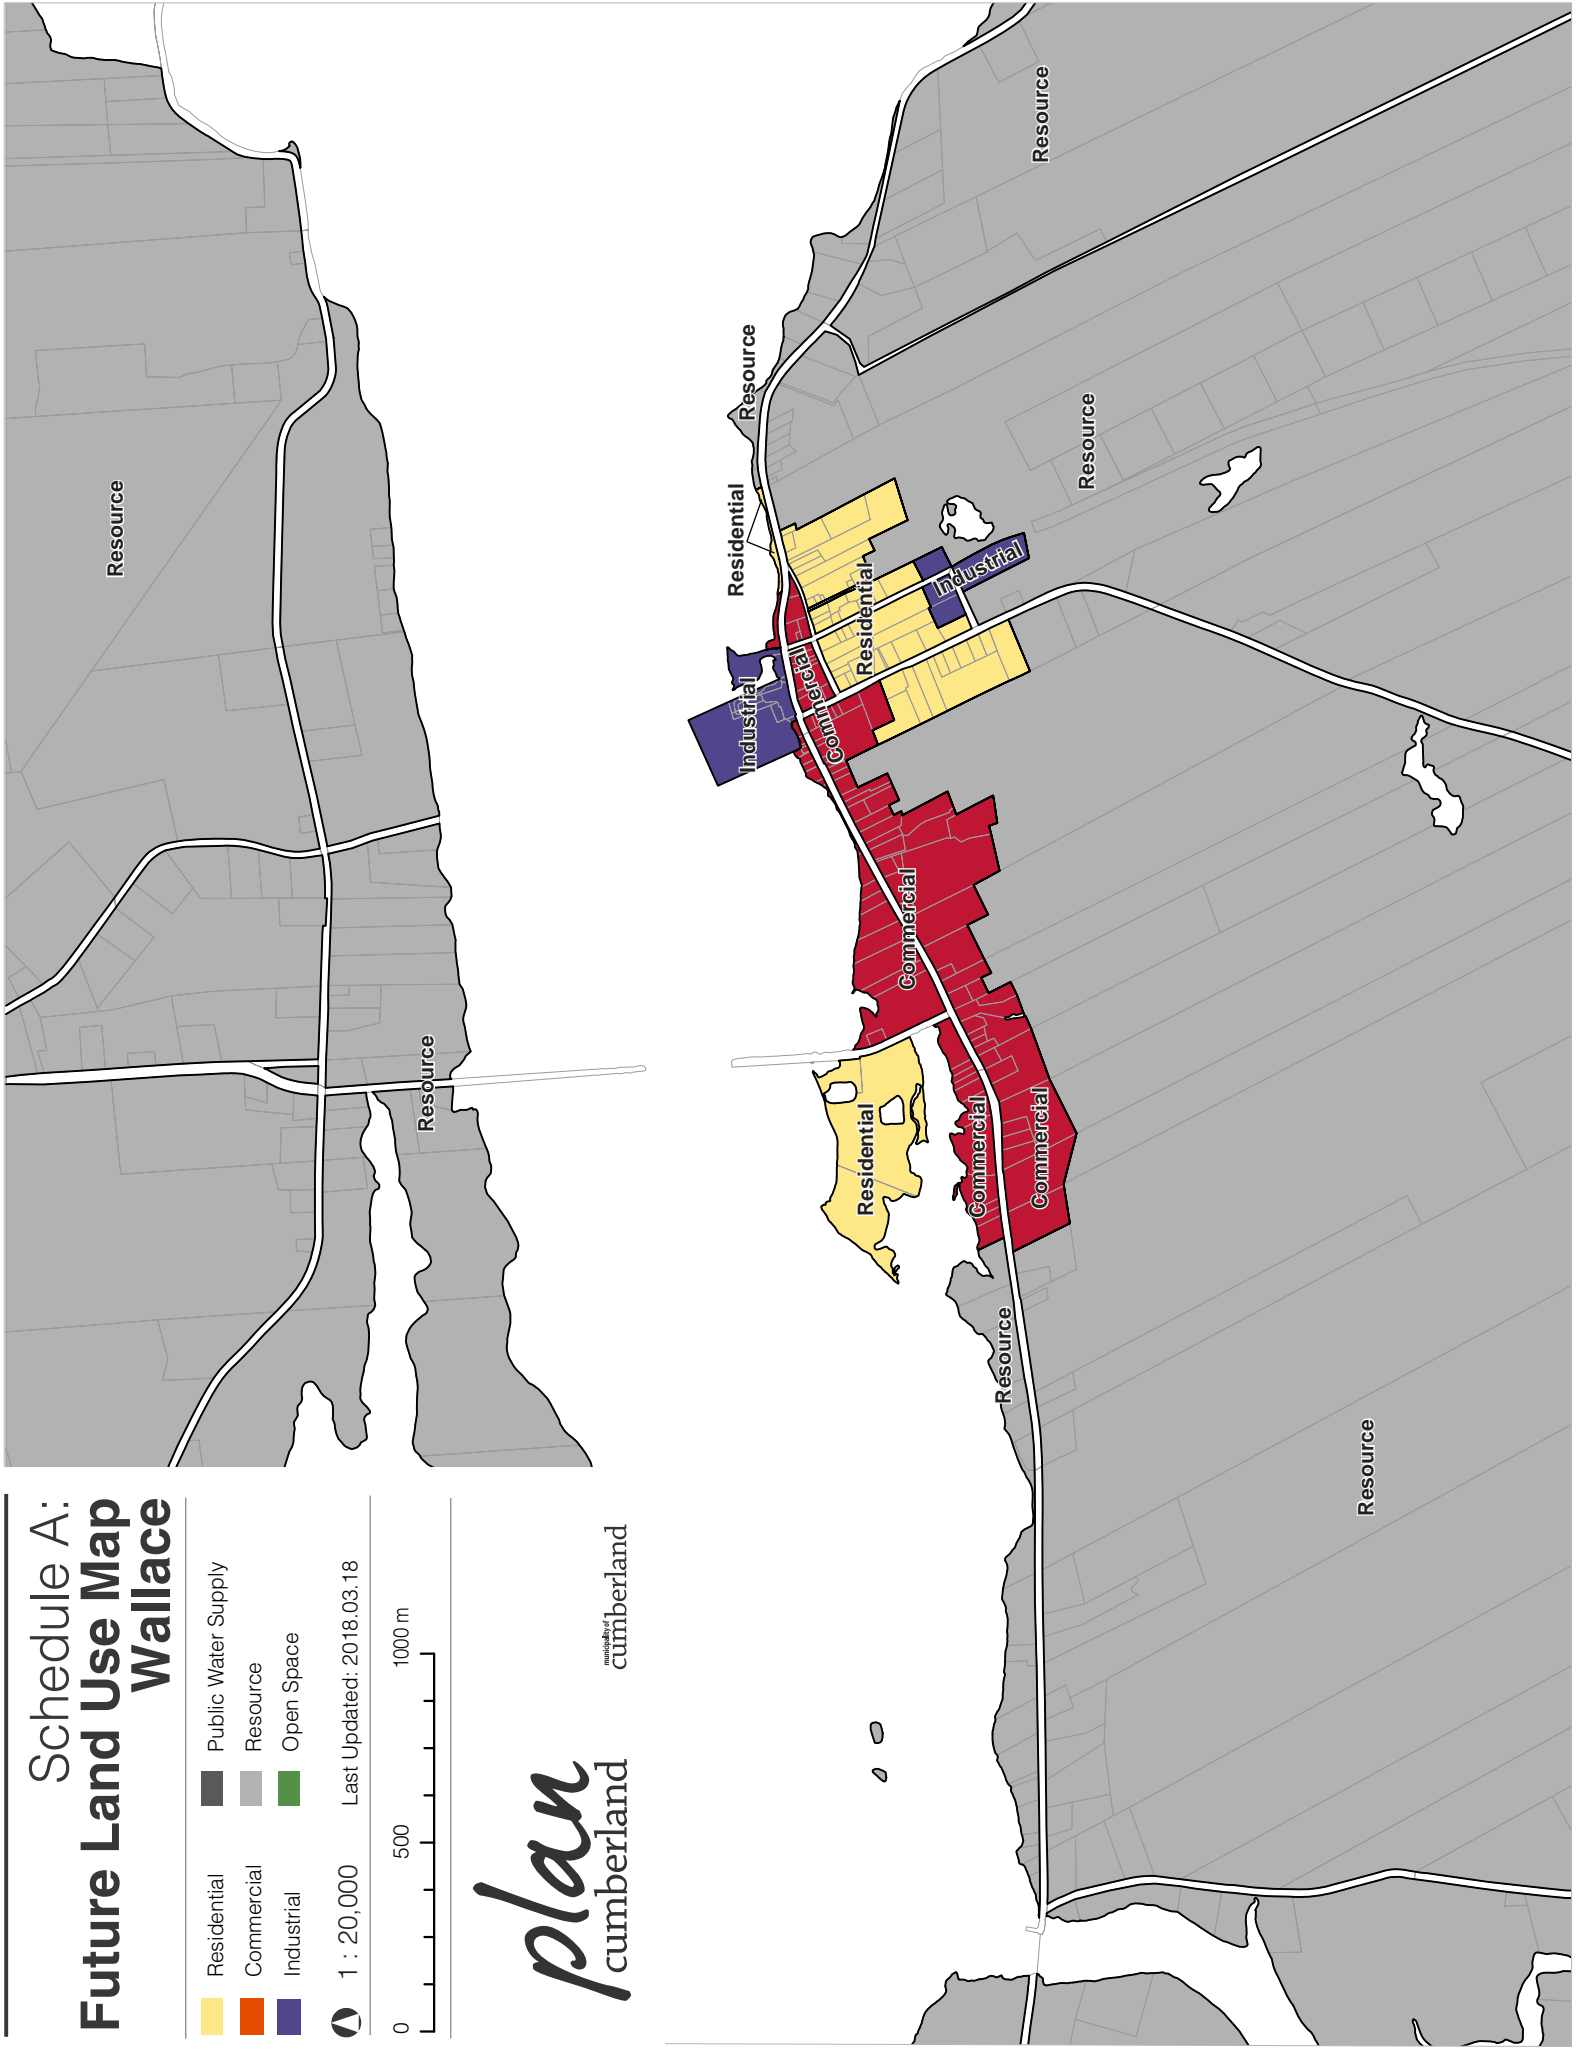 Schedule A:
Future Land Use Map
Wallace
Residential
Commercial
Industrial
Public Water Supply
Resource
Open Space
1 : 20,000
Last Updated: 2018.03.18
0 500 1000 m
plan
cumberland
municipality of
cumberland
Resource
Resource
Resource
Resource
Resource
Resource
Resource
Residential
Residential
Residential
Industrial
Industrial
Commercial
Commercial
Commercial
Commercial